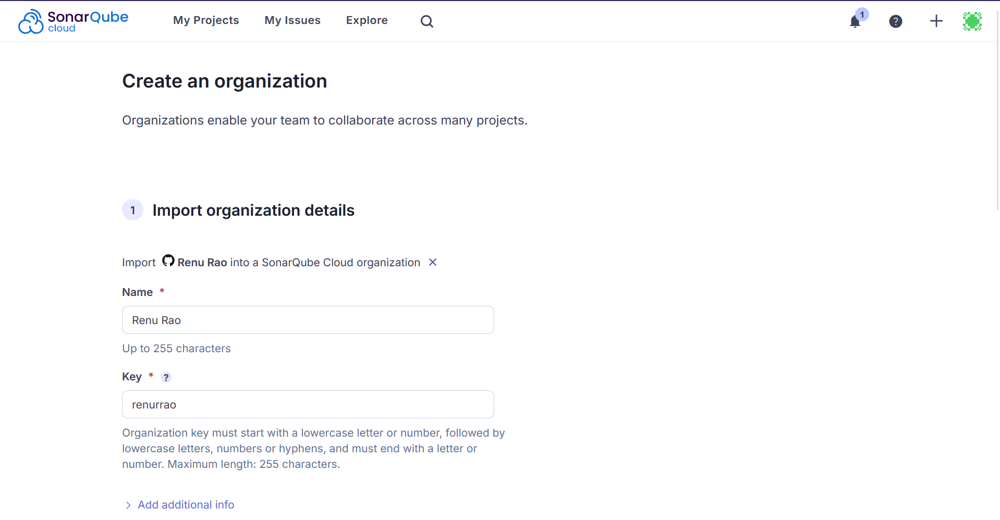 SonarQube cloud
My Projects My Issues Explore
1
?
Create an organization
Organizations enable your team to collaborate across many projects.
1 Import organization details
Import Renu Rao into a SonarQube Cloud organization
Name *
Renu Rao
Up to 255 characters
Key * ?
renurrao
Organization key must start with a lowercase letter or number, followed by
lowercase letters, numbers or hyphens, and must end with a letter or
number. Maximum length: 255 characters.
Add additional info